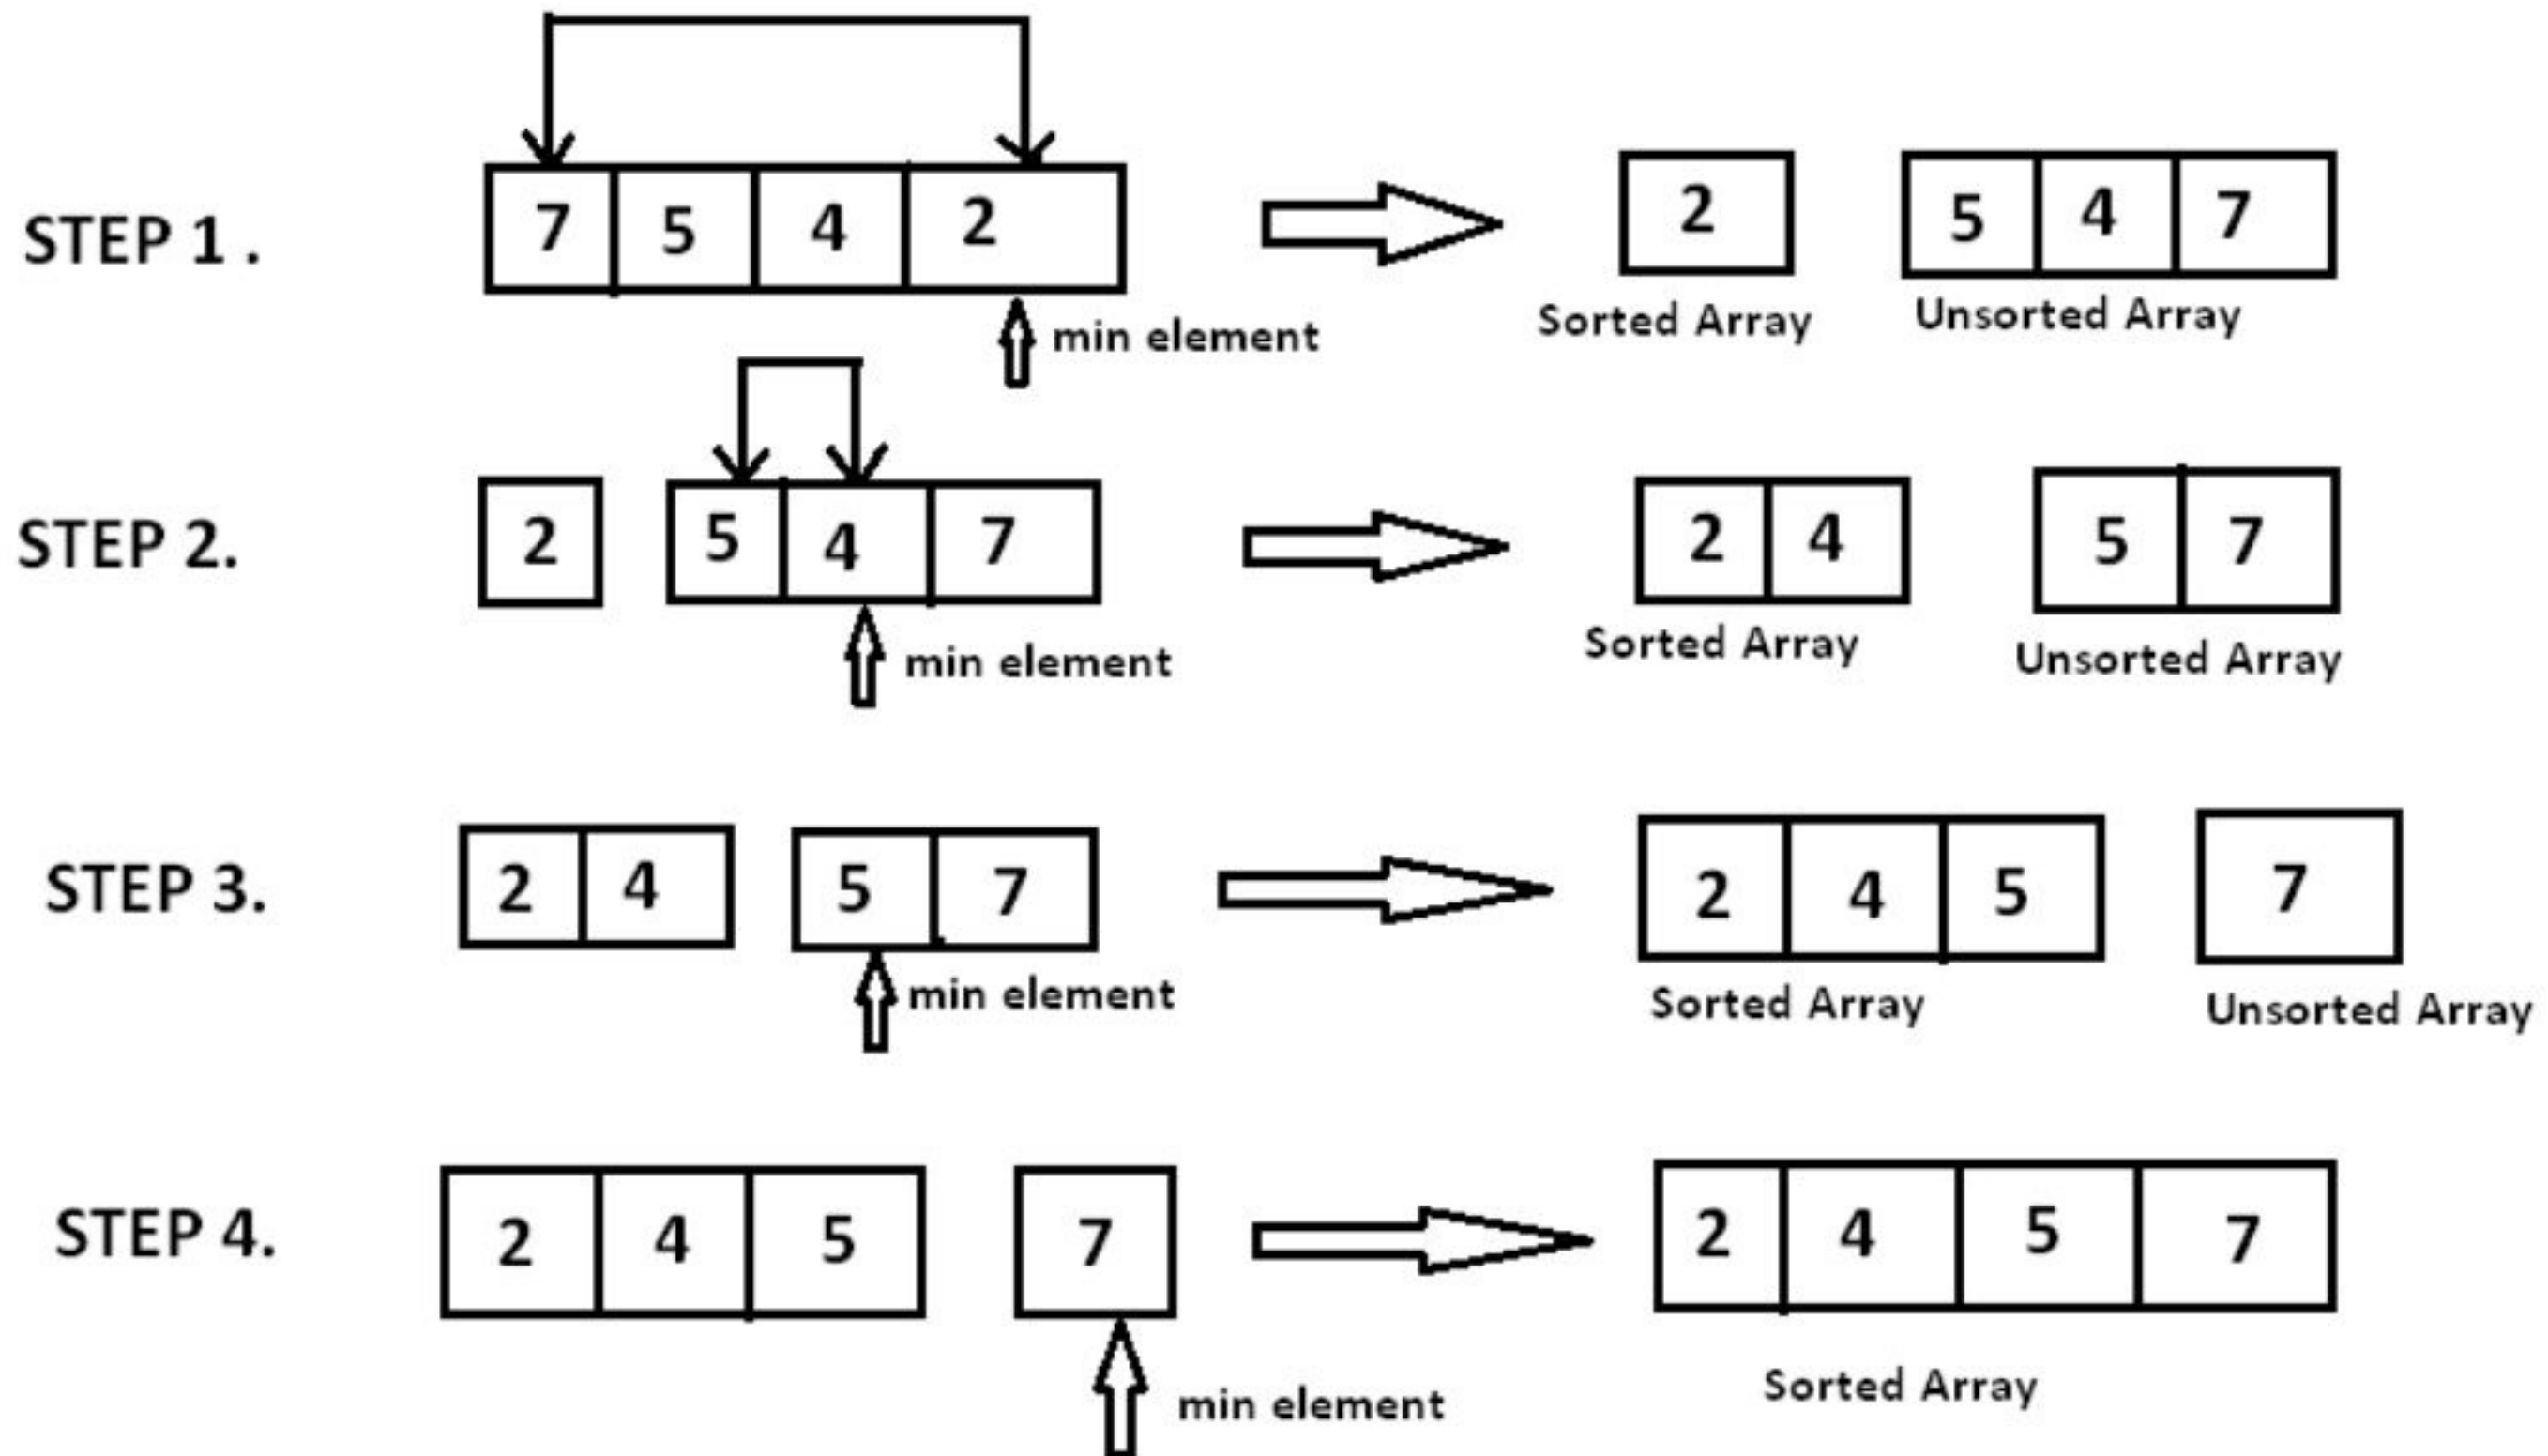 STEP 1 .
7 5 4 2
2
5 4 7
min element
Sorted Array
Unsorted Array
STEP 2.
2
5 4 7
2 4
5 7
min element
Sorted Array
Unsorted Array
STEP 3.
2 4
5 7
2 4 5
7
min element
Sorted Array
Unsorted Array
STEP 4.
2 4 5
7
2 4 5 7
min element
Sorted Array